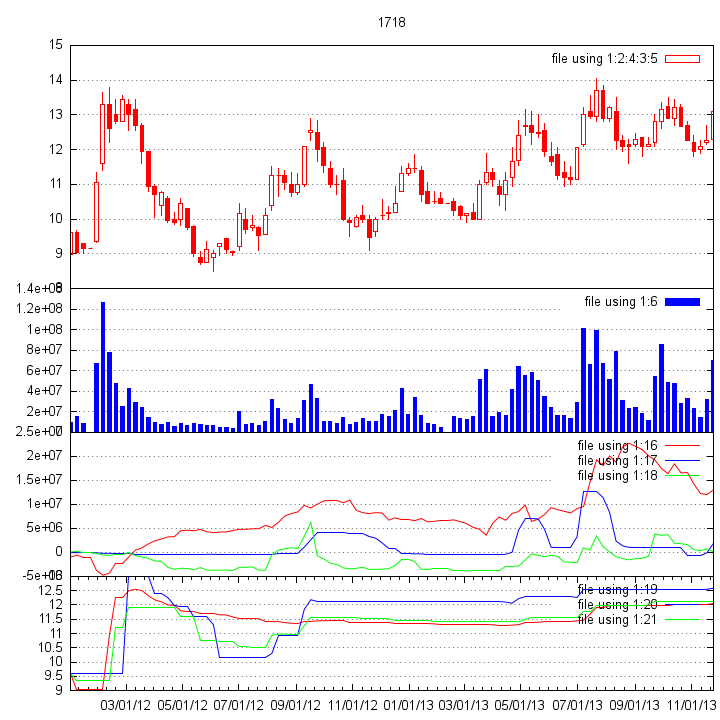 1718
15
file using 1:2:4:3:5
14
13
12
11
10
9
8
1.4e+08
file using 1:6
1.2e+08
1e+08
8e+07
6e+07
4e+07
2e+07
0
2.5e+07
file using 1:16
2e+07
file using 1:17
file using 1:18
1.5e+07
1e+07
5e+06
0
-5e+06
13
12.5
file using 1:19
12
file using 1:20
11.5
file using 1:21
11
10.5
10
9.5
9
03/01/12 05/01/12 07/01/12 09/01/12 11/01/12 01/01/13 03/01/13 05/01/13 07/01/13 09/01/13 11/01/13